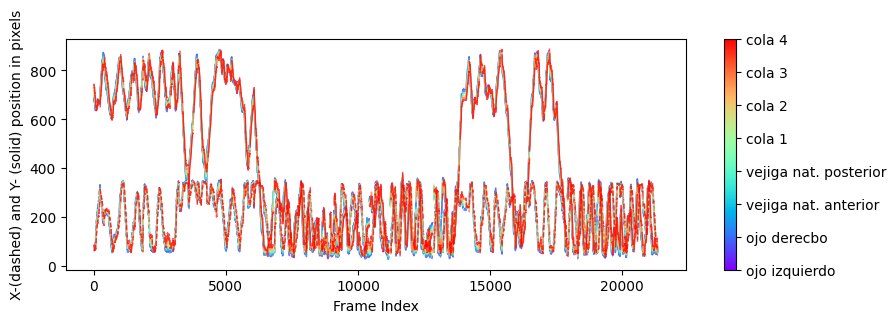 X-(dashed) and Y- (solid) position in pixels
800
600
400
200
0
0
5000
10000
15000
20000
Frame Index
cola 4
cola 3
cola 2
cola 1
vejiga nat. posterior
vejiga nat. anterior
ojo derecbo
ojo izquierdo